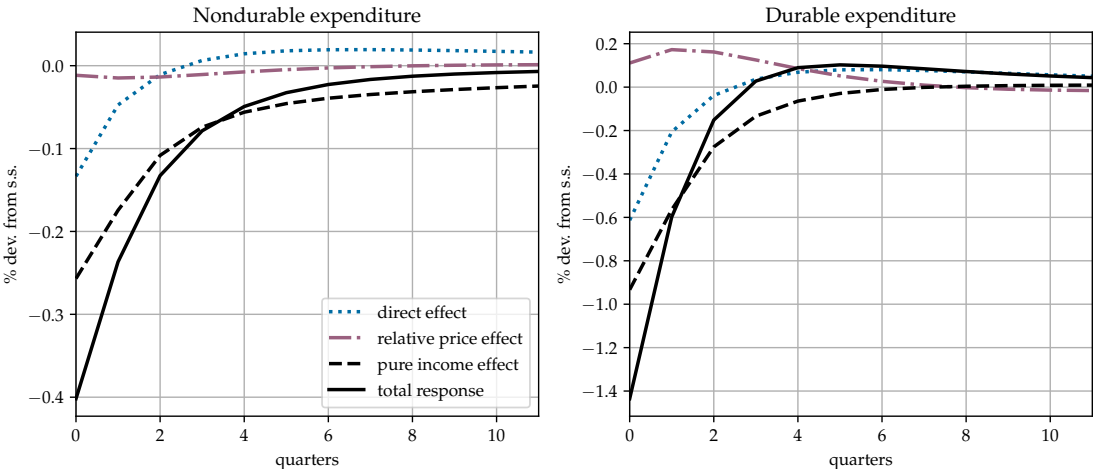 Nondurable expenditure
% dev. from s.s.
0.0
−0.1
−0.2
−0.3
−0.4
0
2
4
6
8
10
quarters
direct effect
relative price effect
pure income effect
total response
Durable expenditure
% dev. from s.s.
0.2
0.0
−0.2
−0.4
−0.6
−0.8
−1.0
−1.2
−1.4
0
2
4
6
8
10
quarters